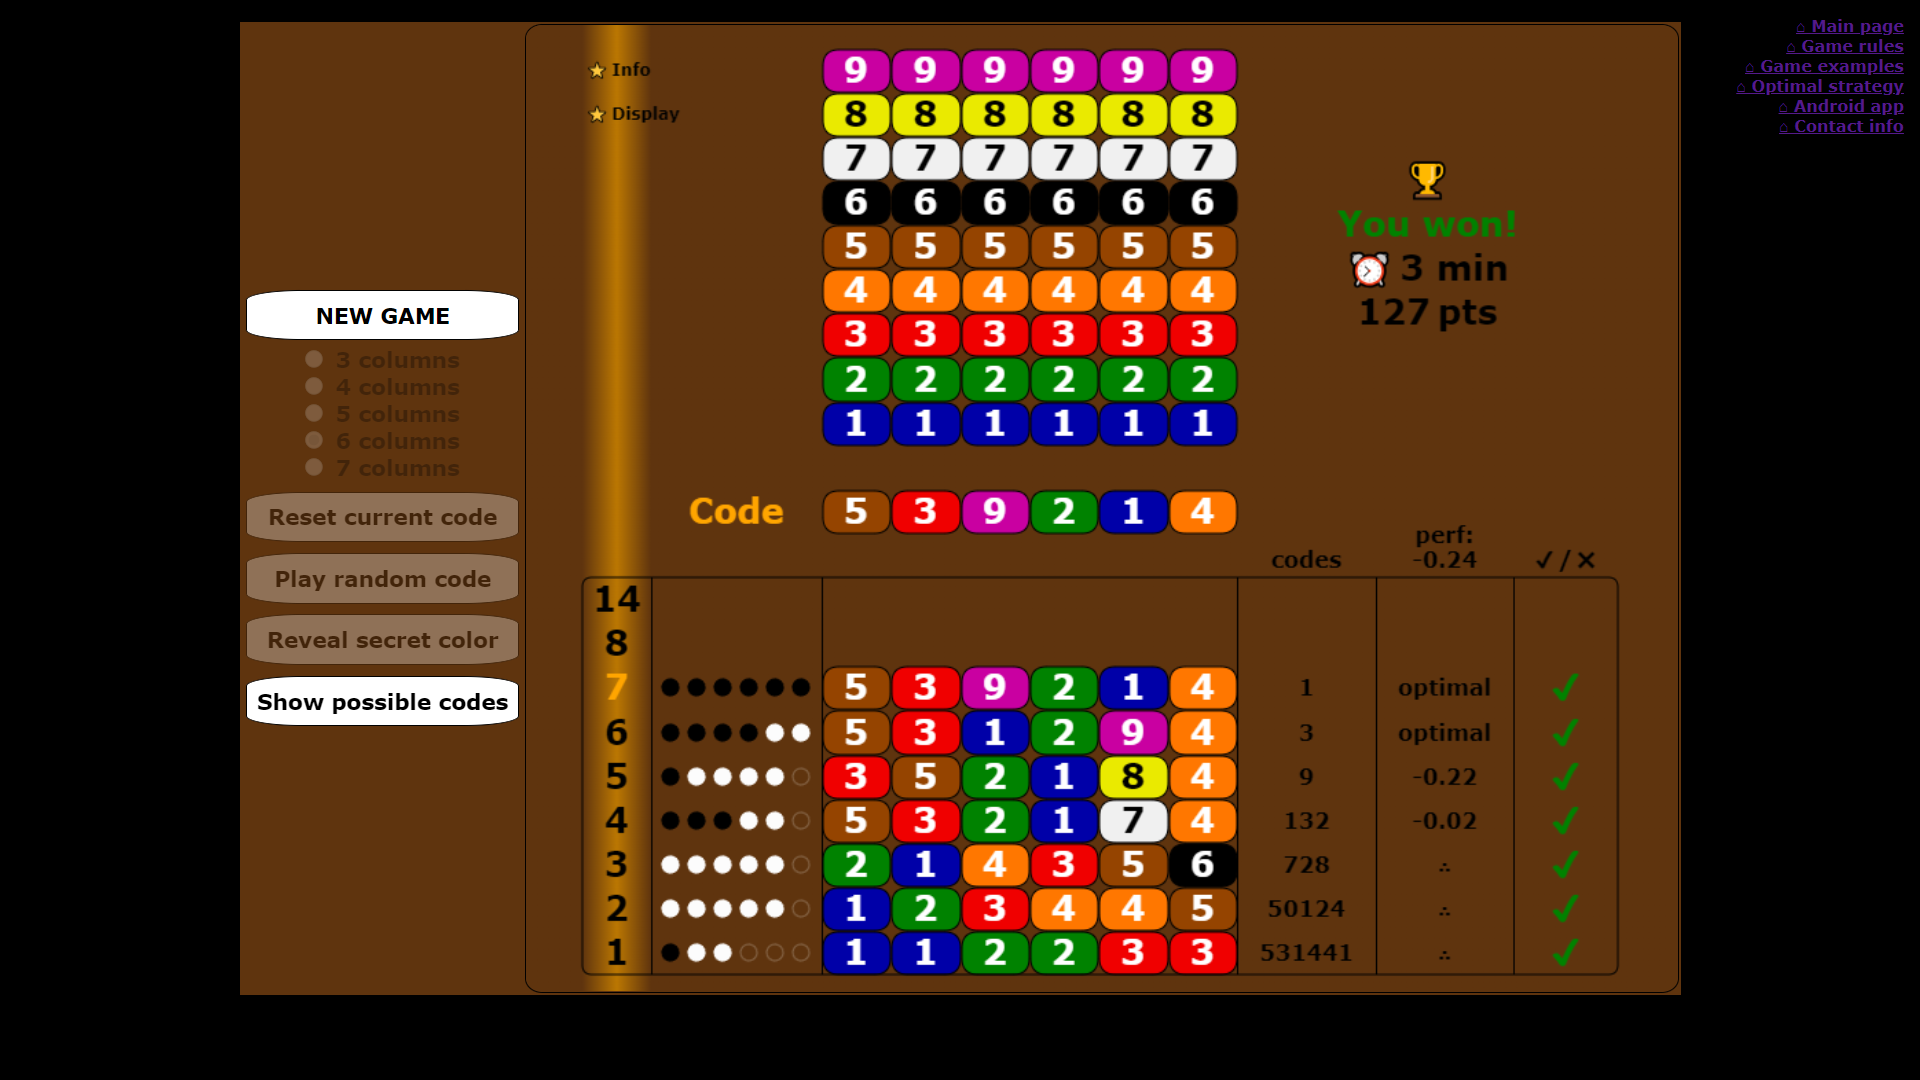 ⌂ Main page
⌂ Game rules
⌂ Game examples
⌂ Optimal strategy
⌂ Android app
⌂ Contact info
NEW GAME
3 columns
4 columns
5 columns
6 columns
7 columns
Reset current code
Play random code
Reveal secret color
Show possible codes
Info
Display
9 9 9 9 9 9
8 8 8 8 8 8
7 7 7 7 7 7
6 6 6 6 6 6
5 5 5 5 5 5
4 4 4 4 4 4
3 3 3 3 3 3
2 2 2 2 2 2
1 1 1 1 1 1
You won!
3 min
127 pts
Code 5 3 9 2 1 4
perf:
codes -0.24 ✓/✕
14
8
7 5 3 9 2 1 4 1 optimal ✓
6 5 3 1 2 9 4 3 optimal ✓
5 3 5 2 1 8 4 9 -0.22 ✓
4 5 3 2 1 7 4 132 -0.02 ✓
3 2 1 4 3 5 6 728 ∴ ✓
2 1 2 3 4 4 5 50124 ∴ ✓
1 1 1 2 2 3 3 531441 ∴ ✓